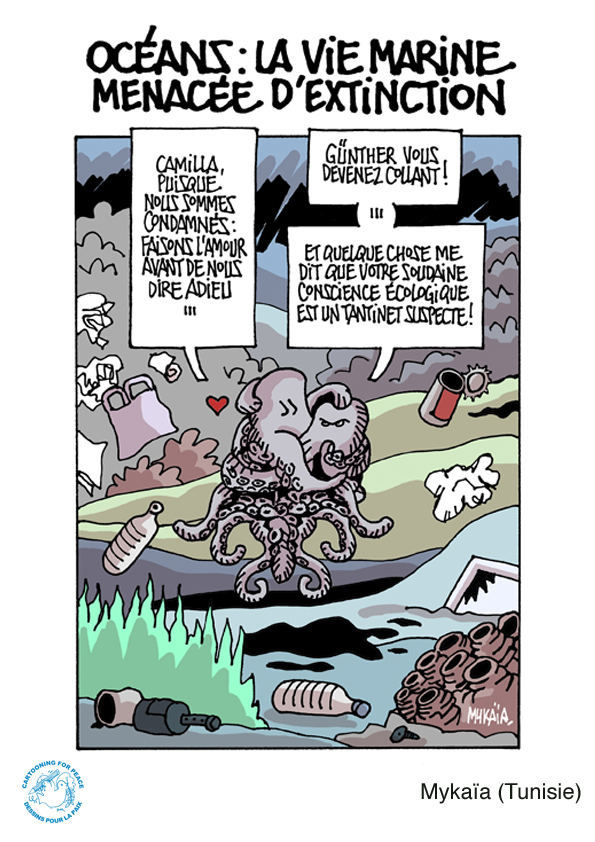 OCÉANS : LA VIE MARINE
MENACÉE D'EXTINCTION
CAMILLA,
PUISQUE
NOUS SOMMES
CONDAMNÉS :
FAISONS L'AMOUR
AVANT DE NOUS
DIRE ADIEU
...
GÜNTHER VOUS
DEVENEZ COLLANT !
...
ET QUELQUE CHOSE ME
DIT QUE VOTRE SOUDAINE
CONSCIENCE ÉCOLOGIQUE
EST UN TANTINET SUSPECTE !
MYKAÏA
CARTOONING FOR PEACE
DESSINS POUR LA PAIX
Mykaïa (Tunisie)